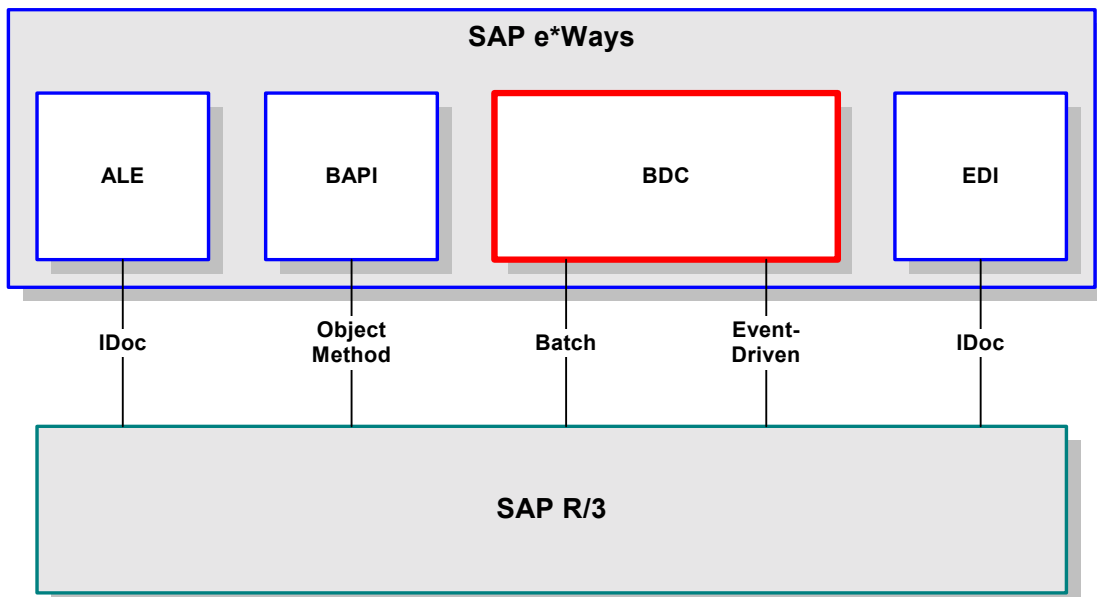 SAP e*Ways
ALE
BAPI
BDC
EDI
IDoc
Object
Method
Batch
Event-
Driven
IDoc
SAP R/3